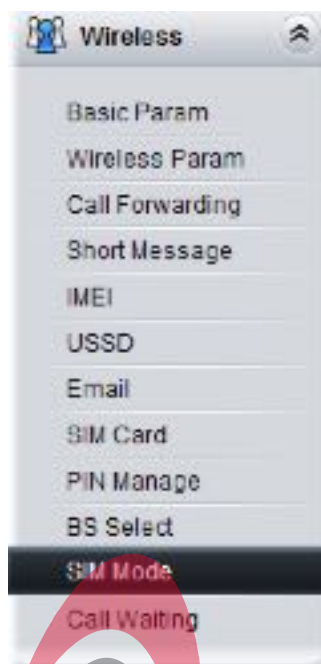 Wireless
Basic Param
Wireless Param
Call Forwarding
Short Message
IMEI
USSD
Email
SIM Card
PIN Manage
BS Select
SIM Mode
Call Waiting